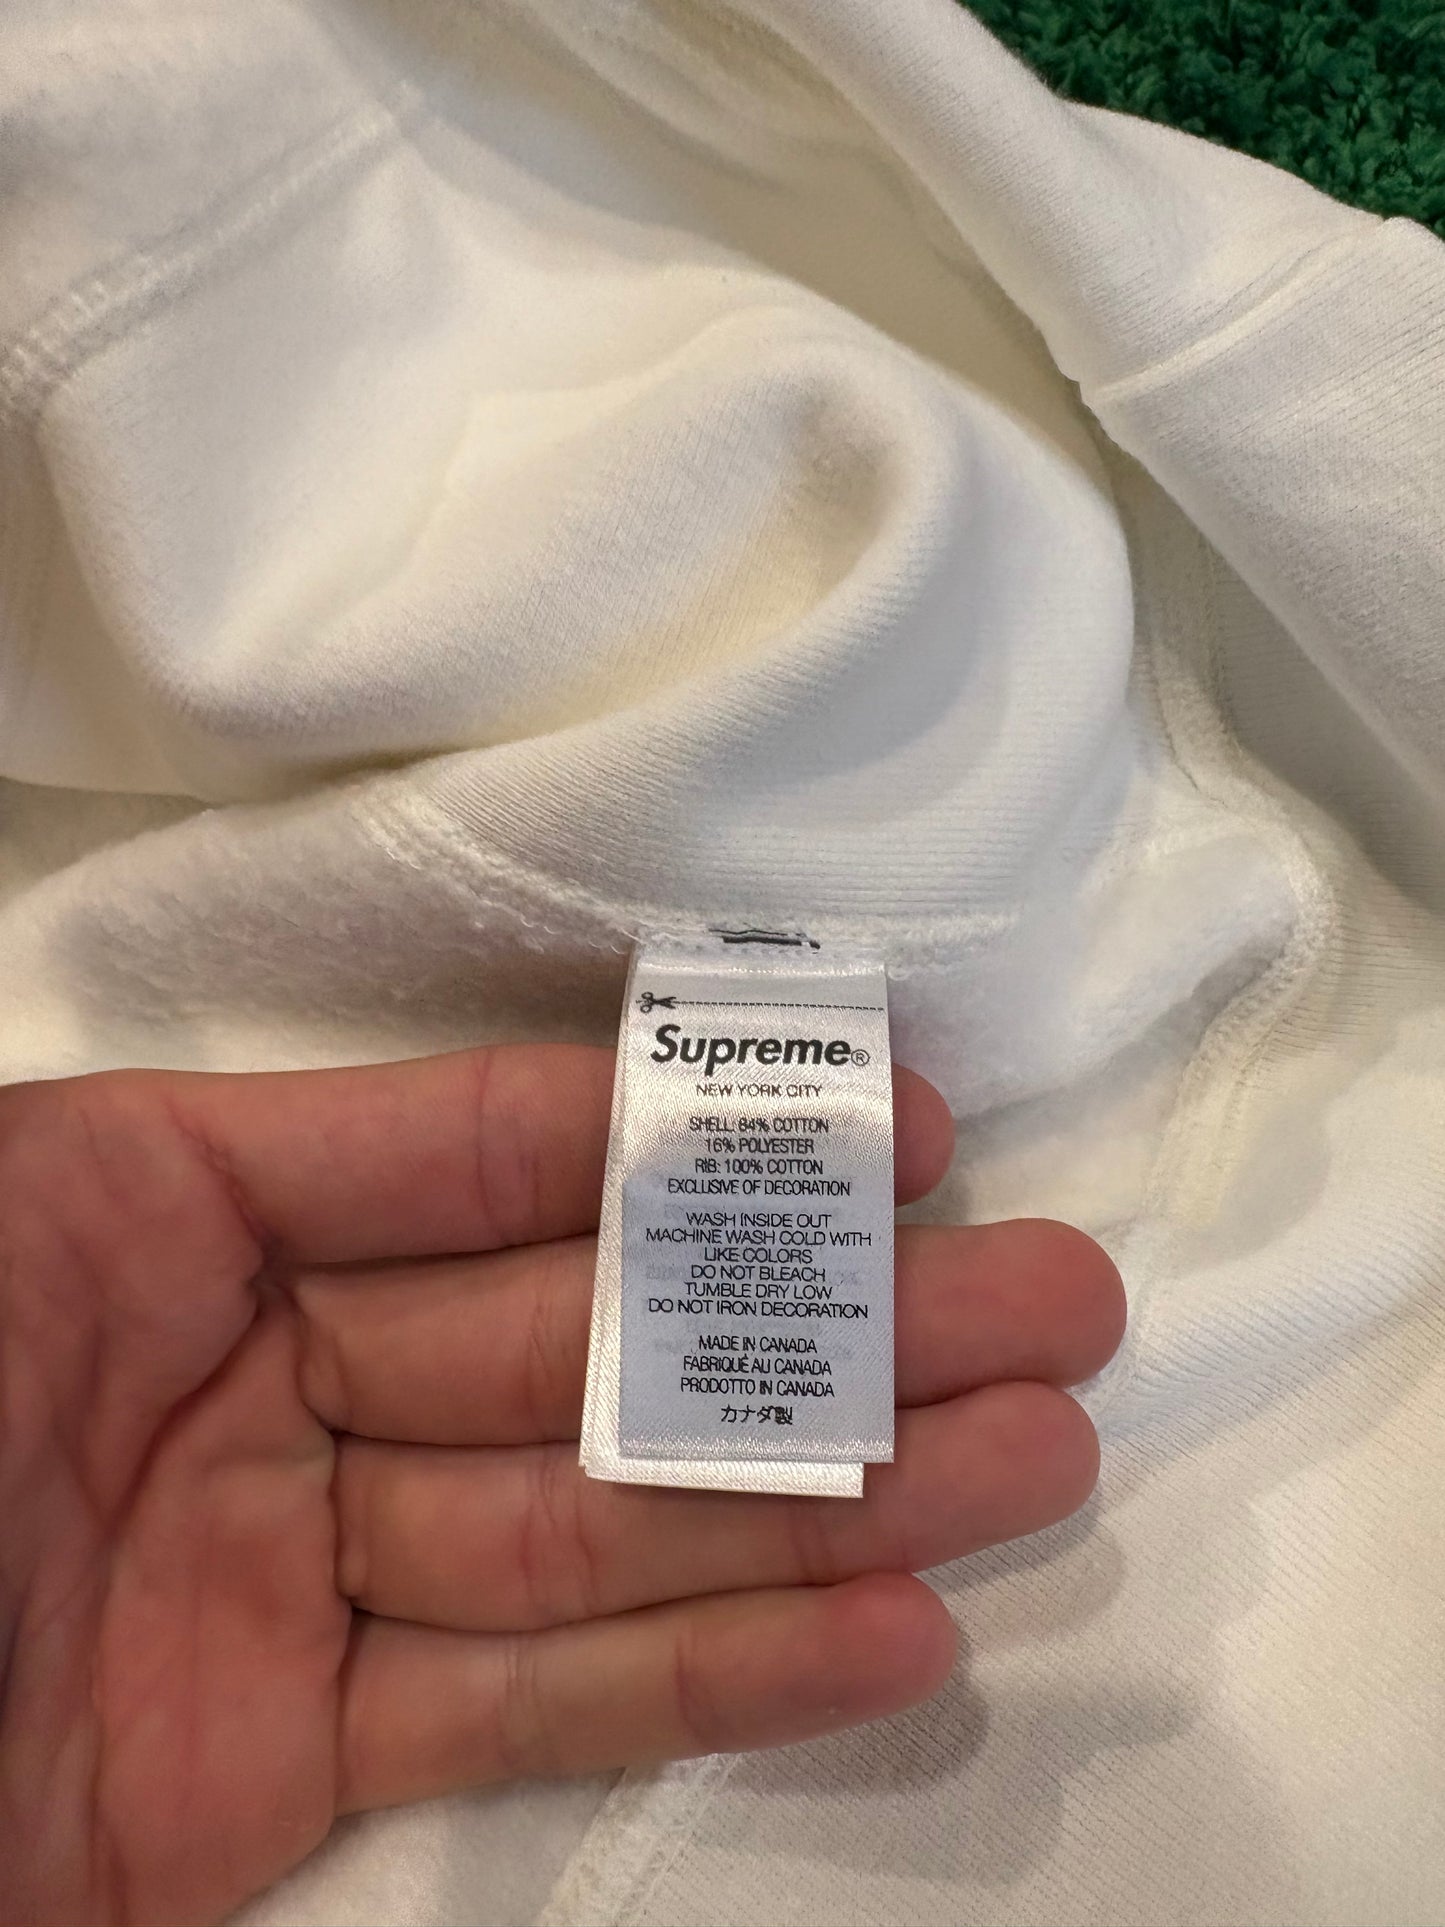 Supreme®
NEW YORK CITY
SHELL: 84% COTTON
16% POLYESTER
RIB: 100% COTTON
EXCLUSIVE OF DECORATION
WASH INSIDE OUT
MACHINE WASH COLD WITH
LIKE COLORS
DO NOT BLEACH
TUMBLE DRY LOW
DO NOT IRON DECORATION
MADE IN CANADA
FABRIQUÉ AU CANADA
PRODOTTO IN CANADA
カナダ製